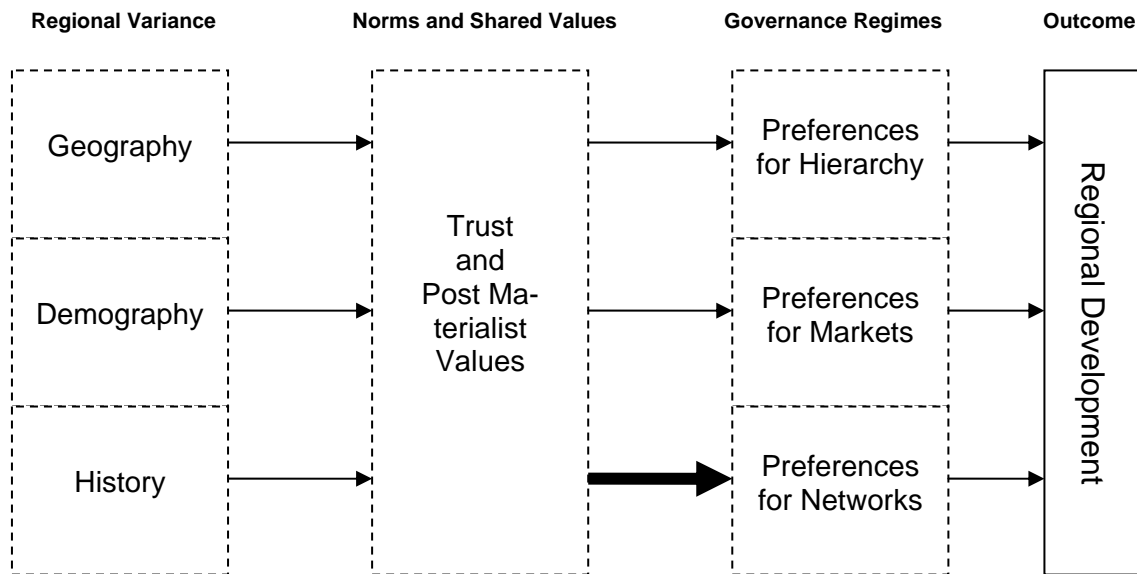 Regional Variance
Norms and Shared Values
Governance Regimes
Outcome
Geography
Demography
History
Trust
and
Post Ma-
terialist
Values
Preferences
for Hierarchy
Preferences
for Markets
Preferences
for Networks
Regional Development